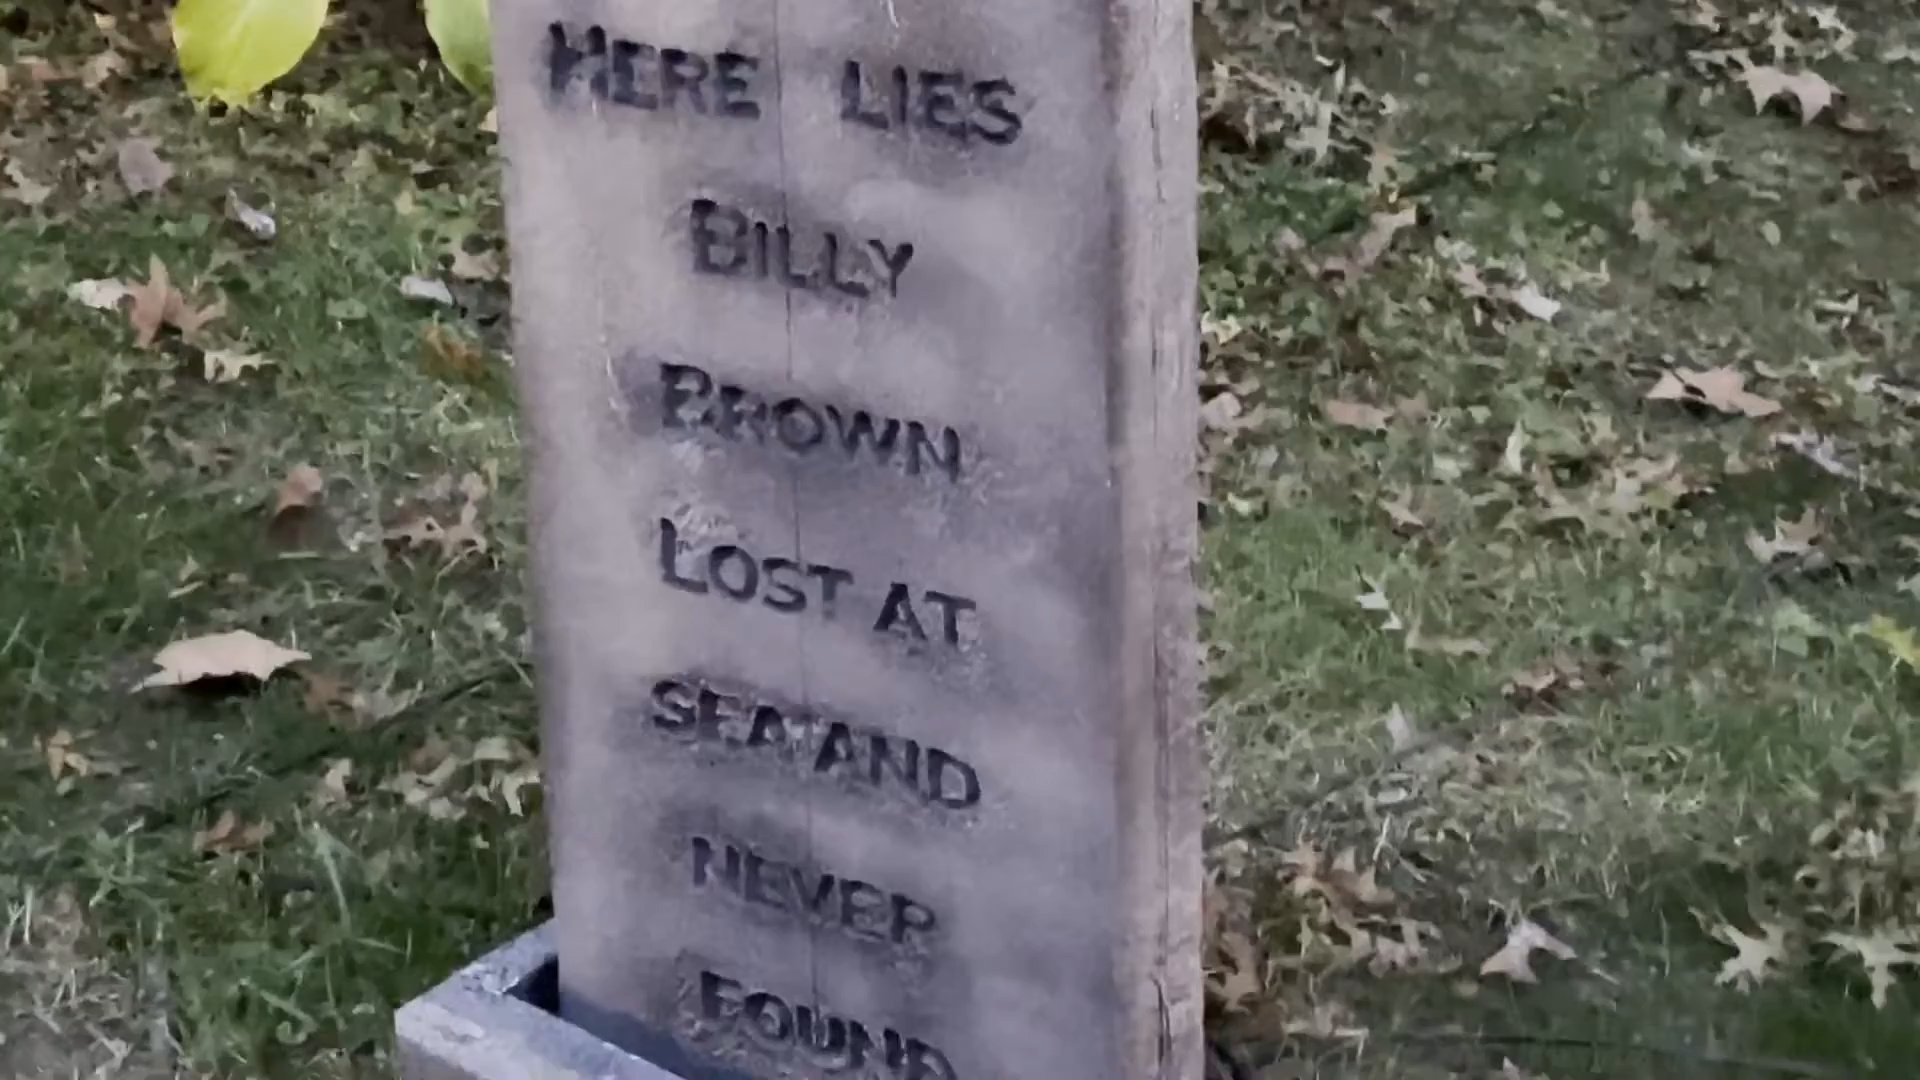 HERE LIES
BILLY
BROWN
LOST AT
SEA AND
NEVER
FOUND